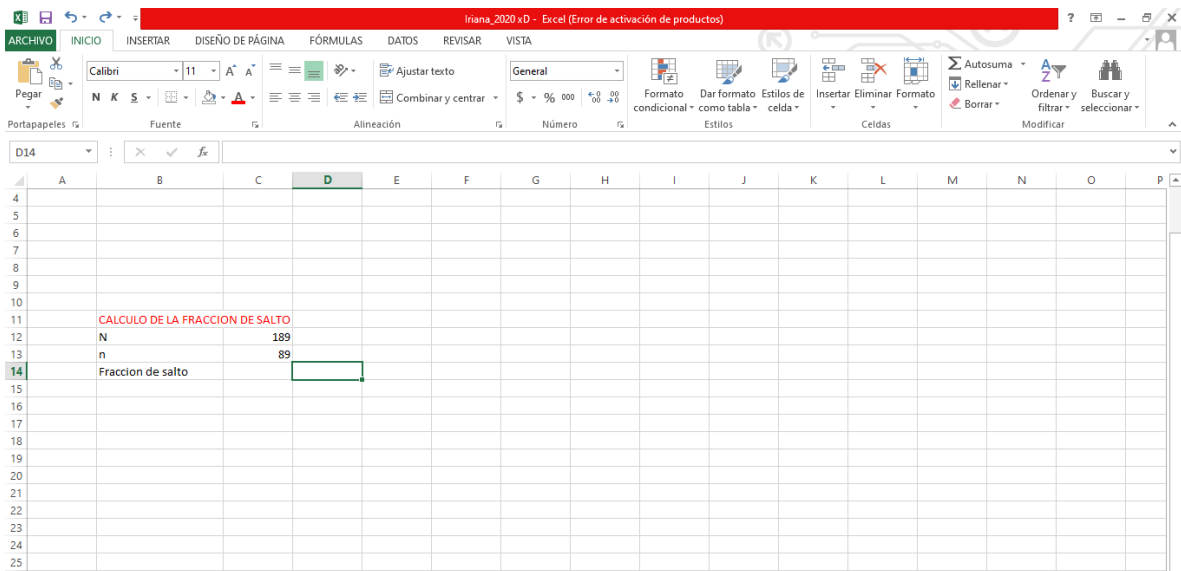 Iriana_2020 xD - Excel (Error de activación de productos)
ARCHIVO INICIO INSERTAR DISEÑO DE PÁGINA FÓRMULAS DATOS REVISAR VISTA
Pegar
Portapapeles
Calibri 11
N K S
Fuente
Ajustar texto
Combinar y centrar
Alineación
General
$ % 000
Número
Formato condicional
Dar formato como tabla
Estilos de celda
Estilos
Insertar Eliminar Formato
Celdas
Autosuma
Rellenar
Borrar
Ordenar y filtrar
Buscar y seleccionar
Modificar
D14 fx
A B C D E F G H I J K L M N O P
4
5
6
7
8
9
10
11 CALCULO DE LA FRACCION DE SALTO
12 N 189
13 n 89
14 Fraccion de salto
15
16
17
18
19
20
21
22
23
24
25